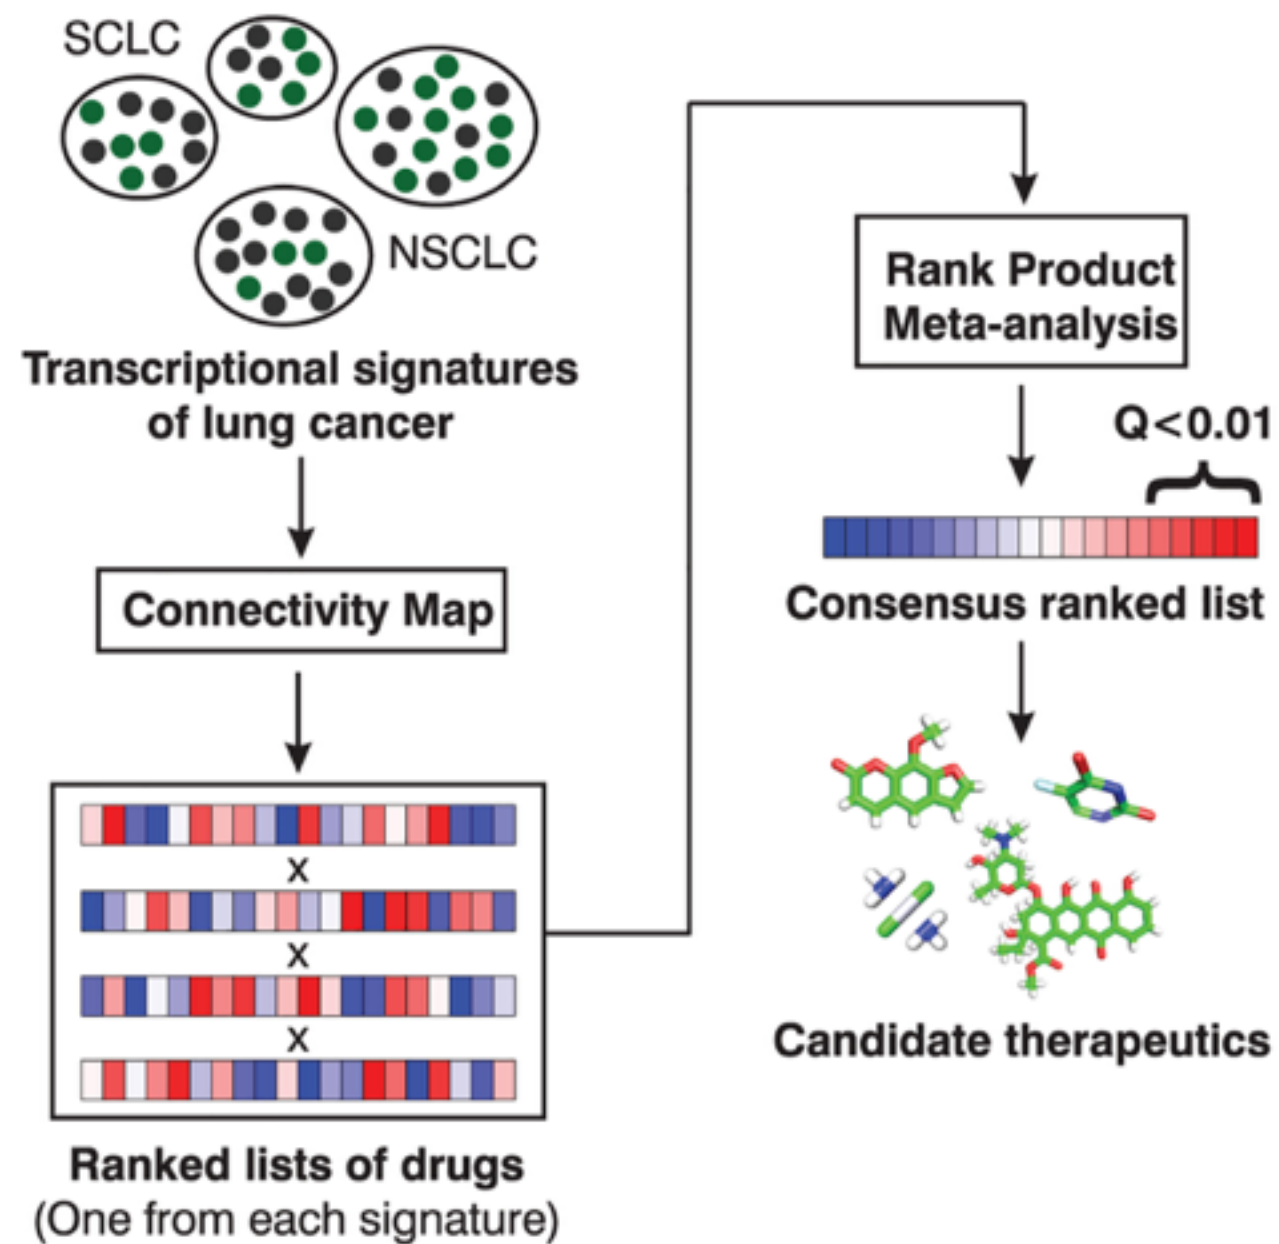 SCLC
NSCLC
Transcriptional signatures
of lung cancer
Connectivity Map
X
X
X
Ranked lists of drugs
(One from each signature)
Rank Product
Meta-analysis
Q<0.01
Consensus ranked list
Candidate therapeutics